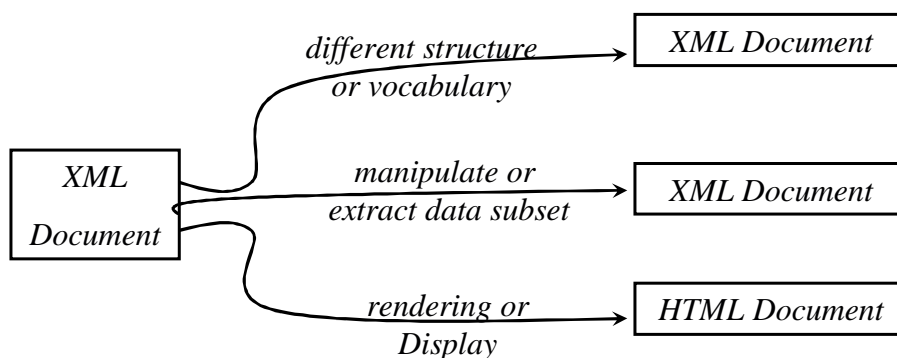 different structure
or vocabulary
XML Document
XML
Document
manipulate or
extract data subset
XML Document
rendering or
Display
HTML Document